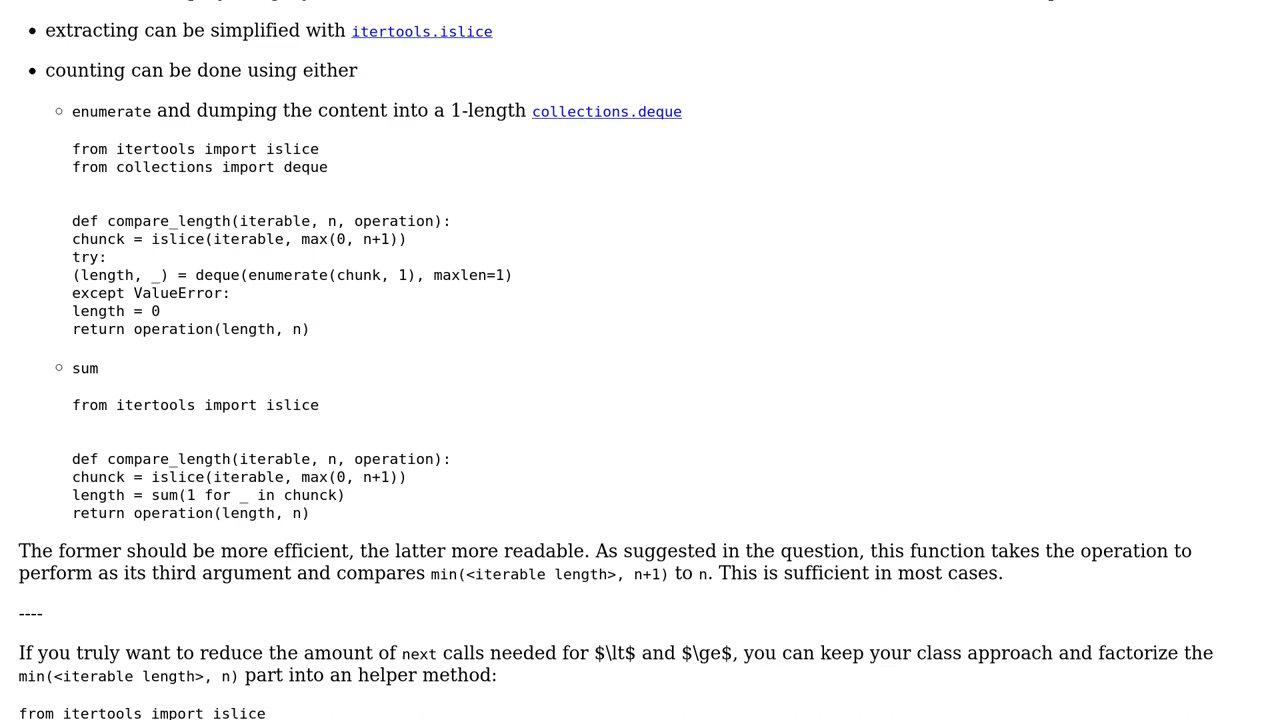 extracting can be simplified with itertools.islice
counting can be done using either
enumerate and dumping the content into a 1-length collections.deque
from itertools import islice
from collections import deque
def compare_length(iterable, n, operation):
chunck = islice(iterable, max(0, n+1))
try:
(length, _) = deque(enumerate(chunk, 1), maxlen=1)
except ValueError:
length = 0
return operation(length, n)
sum
from itertools import islice
def compare_length(iterable, n, operation):
chunck = islice(iterable, max(0, n+1))
length = sum(1 for _ in chunck)
return operation(length, n)
The former should be more efficient, the latter more readable. As suggested in the question, this function takes the operation to
perform as its third argument and compares min(<iterable length>, n+1) to n. This is sufficient in most cases.
----
If you truly want to reduce the amount of next calls needed for $\lt$ and $\ge$, you can keep your class approach and factorize the
min(<iterable length>, n) part into an helper method:
from itertools import islice